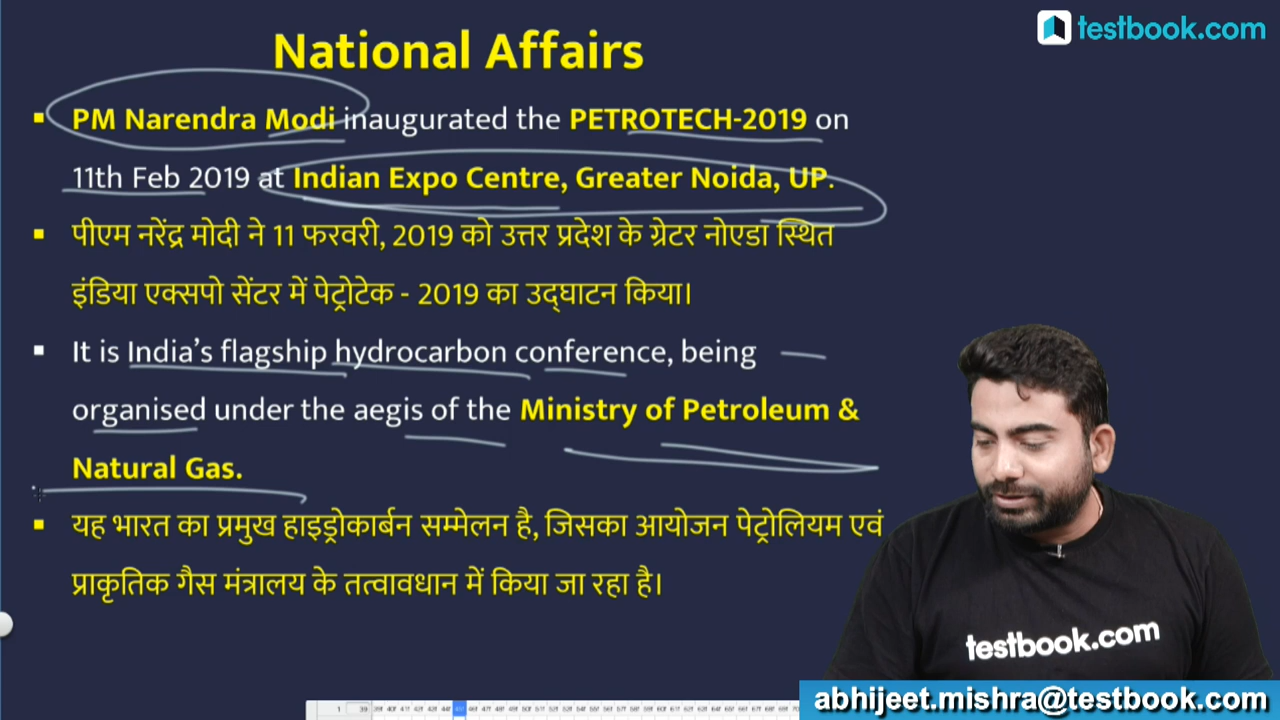 testbook.com
National Affairs
▪ PM Narendra Modi inaugurated the PETROTECH-2019 on
11th Feb 2019 at Indian Expo Centre, Greater Noida, UP.
▪ पीएम नरेंद्र मोदी ने 11 फरवरी, 2019 को उत्तर प्रदेश के ग्रेटर नोएडा स्थित
इंडिया एक्सपो सेंटर में पेट्रोटेक - 2019 का उद्घाटन किया।
▪ It is India's flagship hydrocarbon conference, being
organised under the aegis of the Ministry of Petroleum &
Natural Gas.
▪ यह भारत का प्रमुख हाइड्रोकार्बन सम्मेलन है, जिसका आयोजन पेट्रोलियम एवं
प्राकृतिक गैस मंत्रालय के तत्वावधान में किया जा रहा है।
testbook.com
abhijeet.mishra@testbook.com